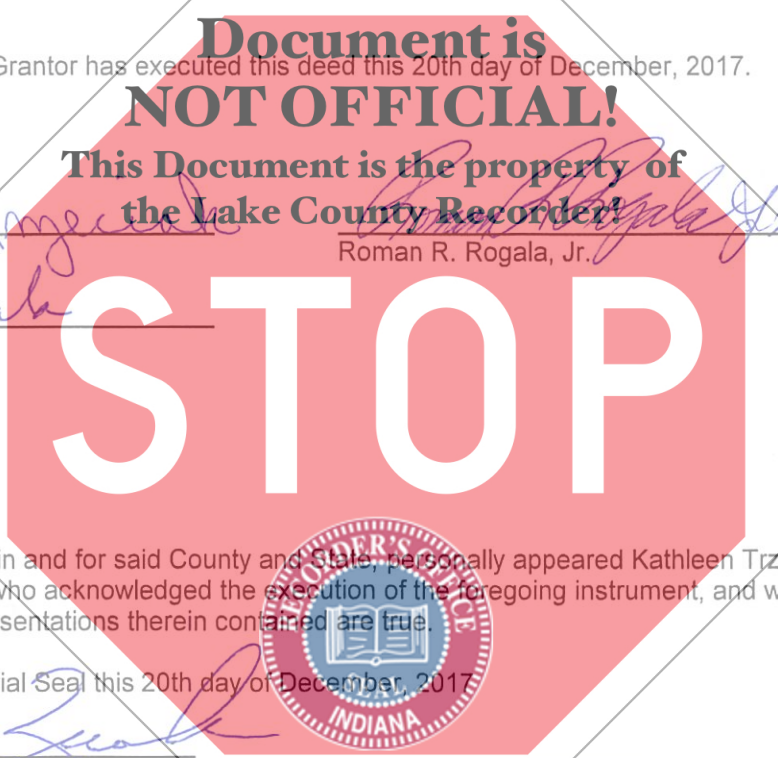 Document is
Grantor has executed this deed this 20th day of December, 2017.
NOT OFFICIAL!
This Document is the property of
the Lake County Recorder!
Roman R. Rogala, Jr.
STOP
in and for said County and State, personally appeared Kathleen Trz
who acknowledged the execution of the foregoing instrument, and w
sentations therein contained are true.
ial Seal this 20th day of December, 2017
RECORDER'S OFFICE
SEAL
INDIANA